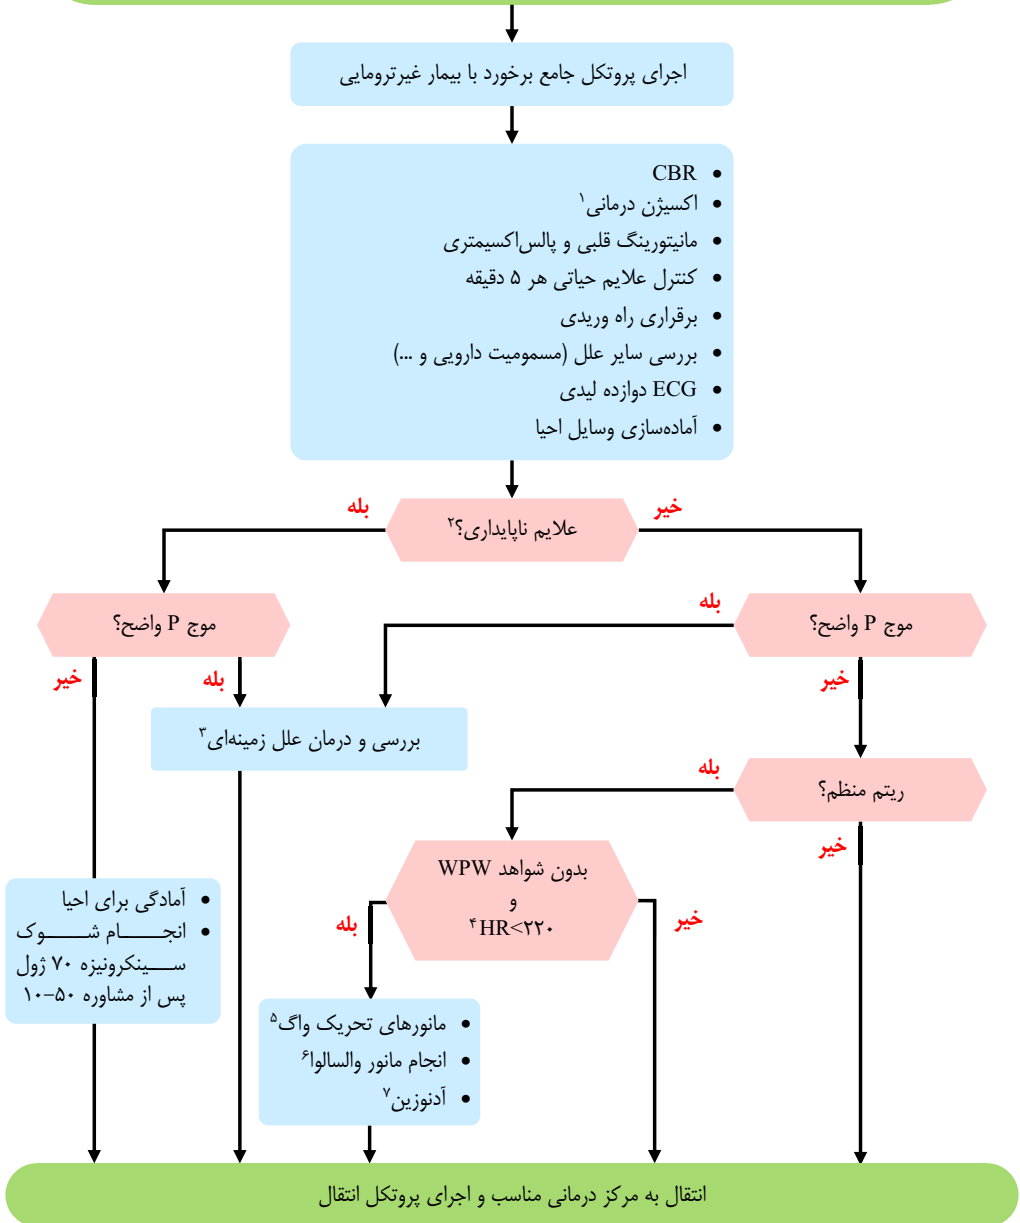 اجرای پروتکل جامع برخورد با بیمار غیرترومایی
• CBR
• اکسیژن درمانی۱
• مانیتورینگ قلبی و پالس‌اکسیمتری
• کنترل علایم حیاتی هر ۵ دقیقه
• برقراری راه وریدی
• بررسی سایر علل (مسمومیت دارویی و ...)
• ECG دوازده لیدی
• آماده‌سازی وسایل احیا
علایم ناپایداری؟۲
خیر
بله
موج P واضح؟
بله
خیر
موج P واضح؟
بله
خیر
بررسی و درمان علل زمینه‌ای۳
ریتم منظم؟
بله
خیر
بدون شواهد WPW
و
HR<۲۲۰۴
خیر
بله
• آمادگی برای احیا
• انجـــــام شـــــوک
ســـینکرونیزه ۷۰ ژول
پس از مشاوره ۵۰–۱۰
• مانورهای تحریک واگ۵
• انجام مانور والسالوا۶
• آدنوزین۷
انتقال به مرکز درمانی مناسب و اجرای پروتکل انتقال